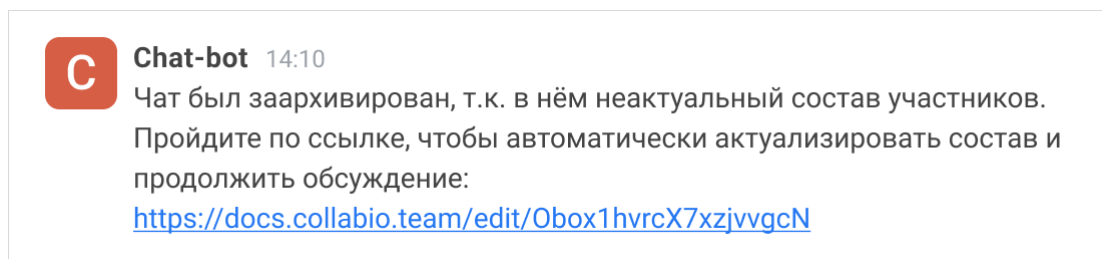 C
Chat-bot 14:10
Чат был заархивирован, т.к. в нём неактуальный состав участников.
Пройдите по ссылке, чтобы автоматически актуализировать состав и
продолжить обсуждение:
https://docs.collabio.team/edit/Obox1hvrcX7xzjvvgcN